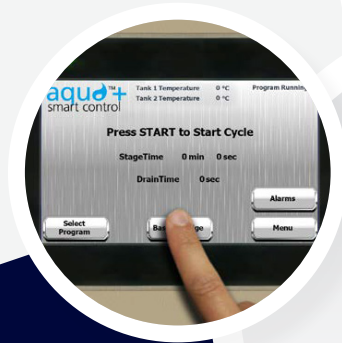 aqua+™
smart control
Tank 1 Temperature 0 °C
Tank 2 Temperature 0 °C
Program Running
Press START to Start Cycle
StageTime 0 min 0 sec
DrainTime 0 sec
Alarms
Select
Program
Menu